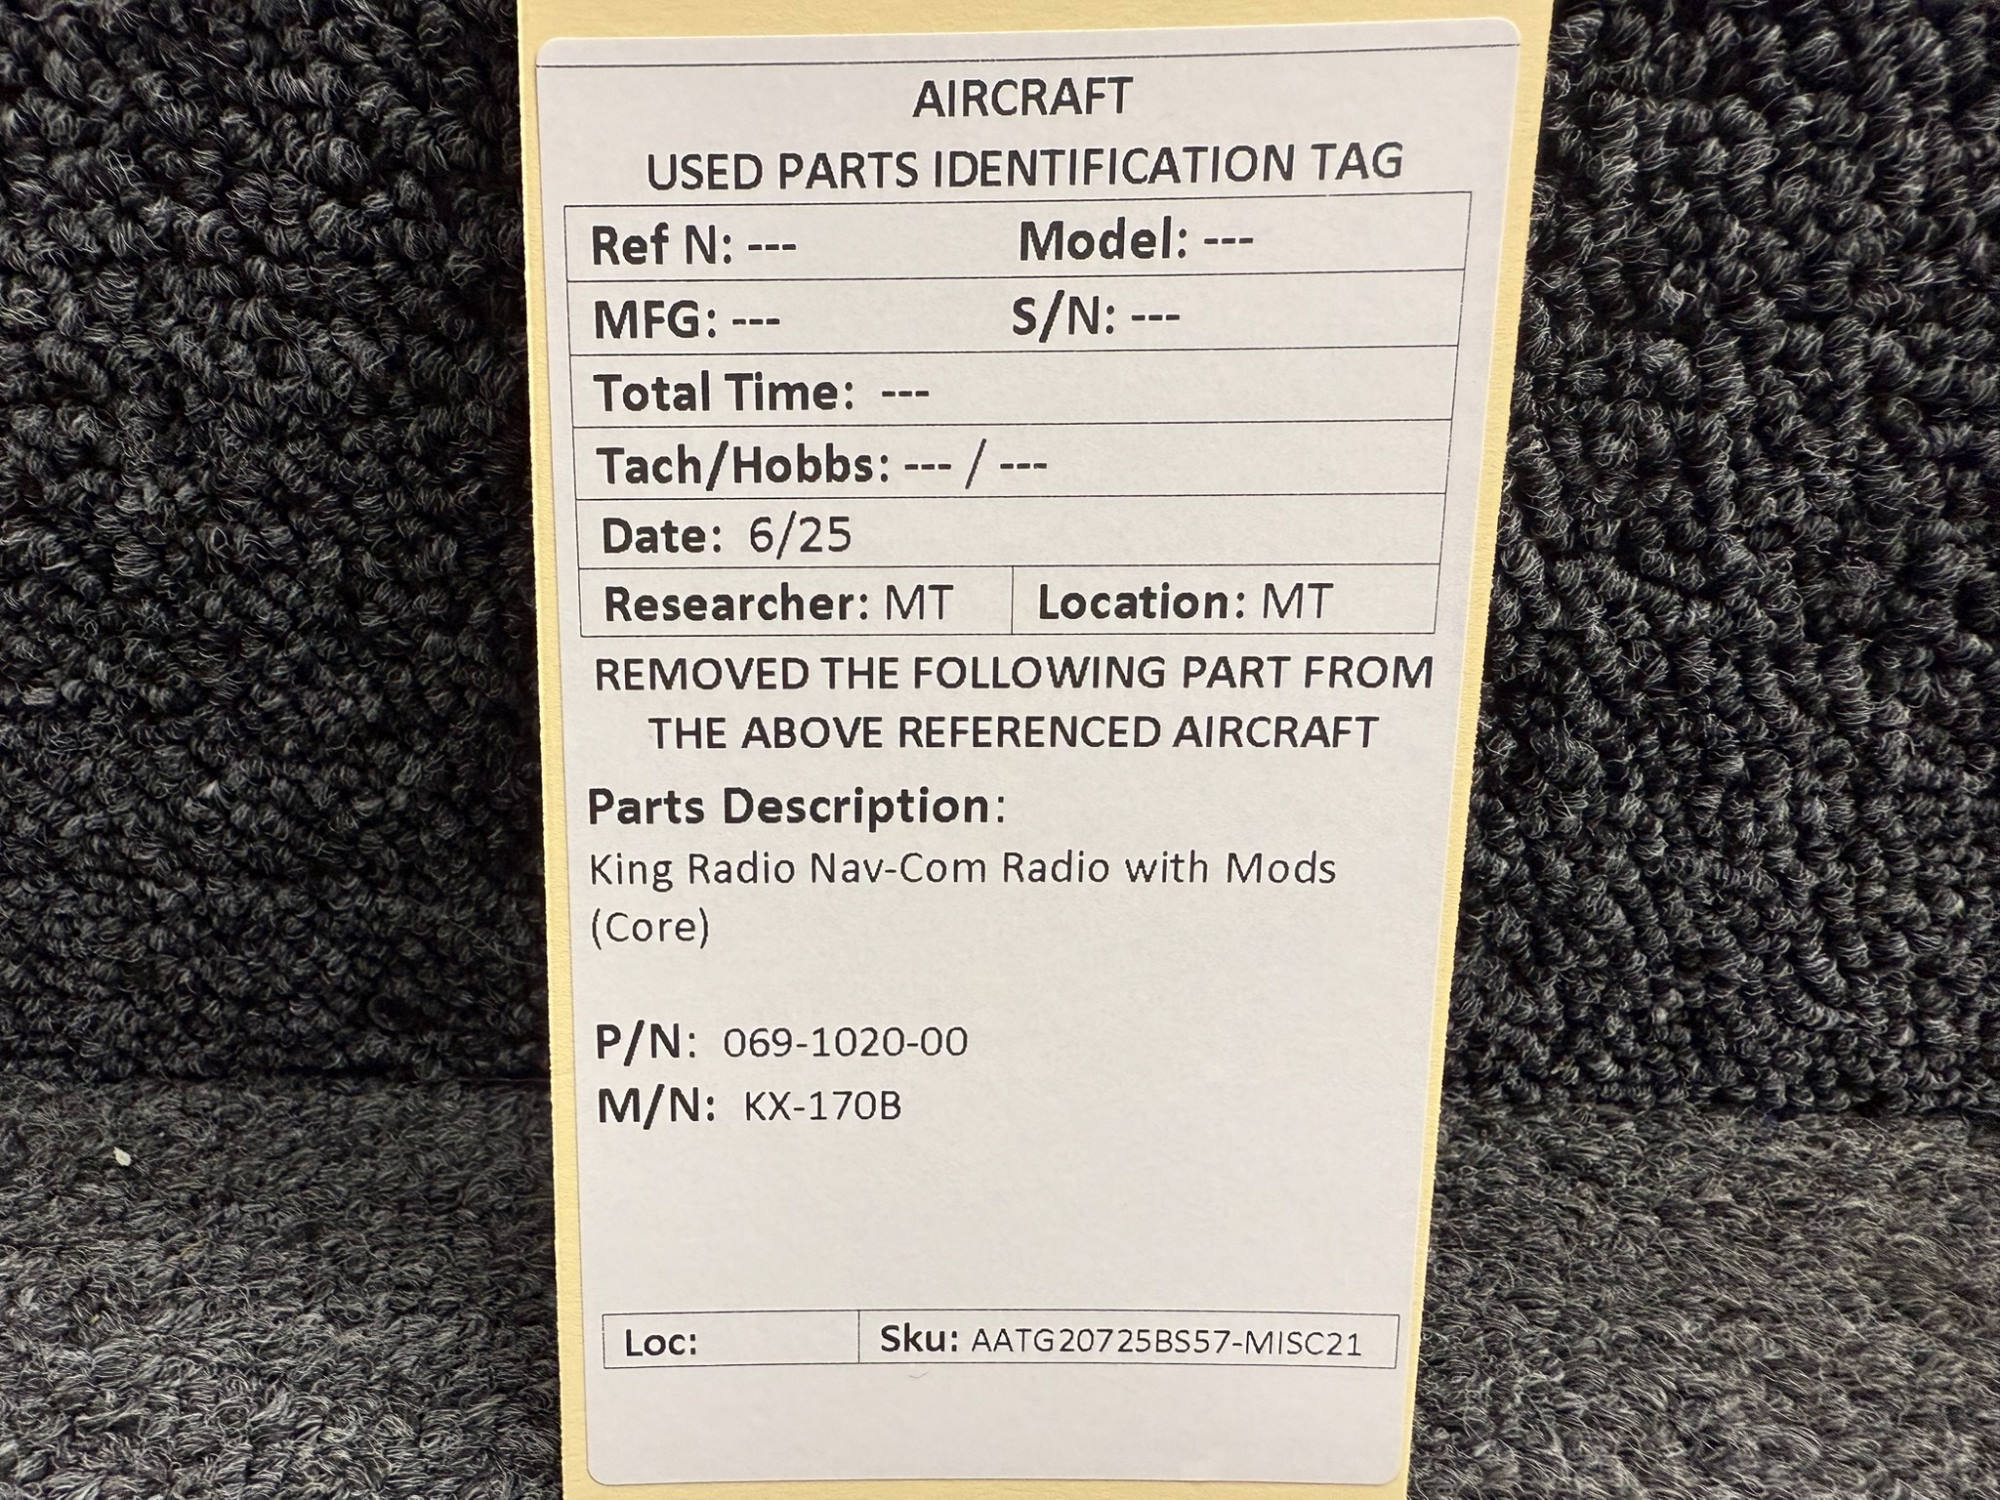 AIRCRAFT
USED PARTS IDENTIFICATION TAG
Ref N: --- Model: ---
MFG: --- S/N: ---
Total Time: ---
Tach/Hobbs: --- / ---
Date: 6/25
Researcher: MT Location: MT
REMOVED THE FOLLOWING PART FROM
THE ABOVE REFERENCED AIRCRAFT
Parts Description:
King Radio Nav-Com Radio with Mods
(Core)
P/N: 069-1020-00
M/N: KX-170B
Loc: Sku: AATG20725BS57-MISC21